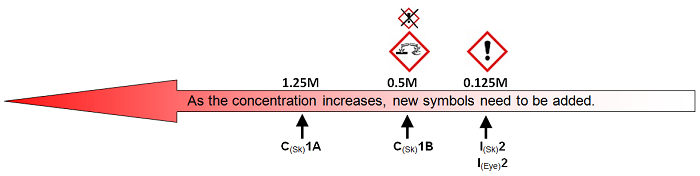 1.25M 0.5M 0.125M
As the concentration increases, new symbols need to be added.
C(Sk)1A C(Sk)1B I(Sk)2
I(Eye)2